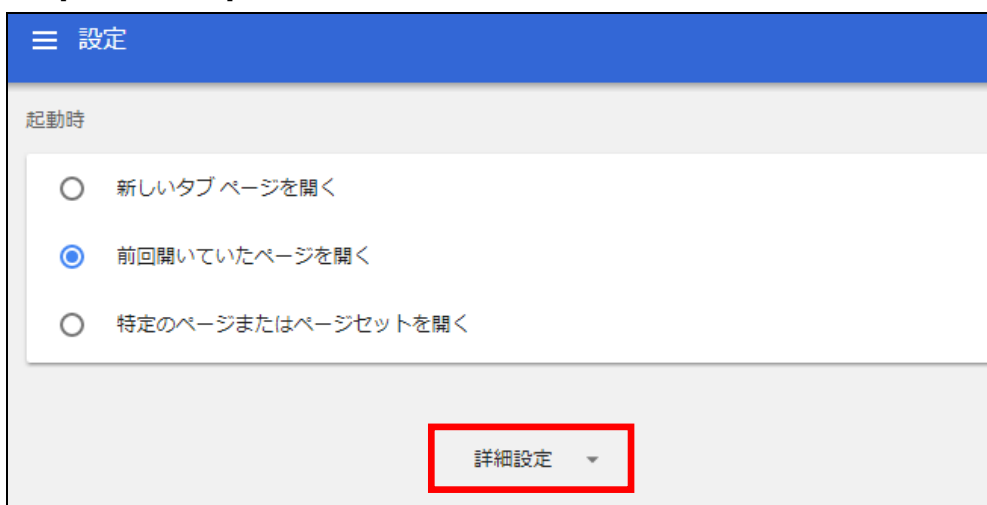 設定
起動時
新しいタブ ページを開く
前回開いていたページを開く
特定のページまたはページセットを開く
詳細設定